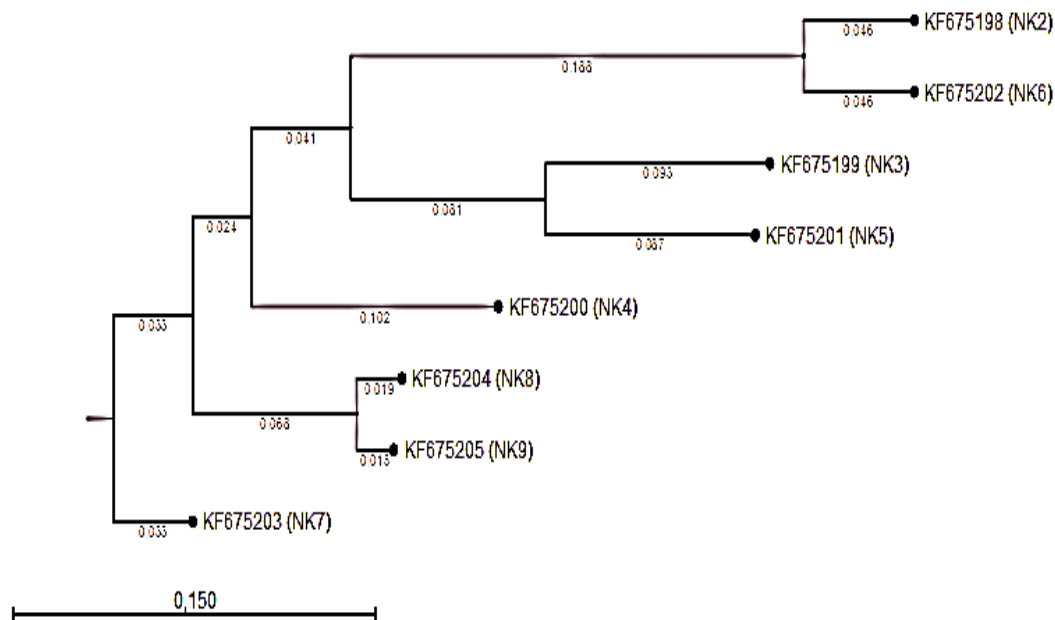 0.046
KF675198 (NK2)
0.188
0.046
KF675202 (NK6)
0.041
0.093
KF675199 (NK3)
0.081
0.087
KF675201 (NK5)
0.024
0.102
KF675200 (NK4)
0.033
0.019
KF675204 (NK8)
0.068
0.015
KF675205 (NK9)
0.033
KF675203 (NK7)
0,150